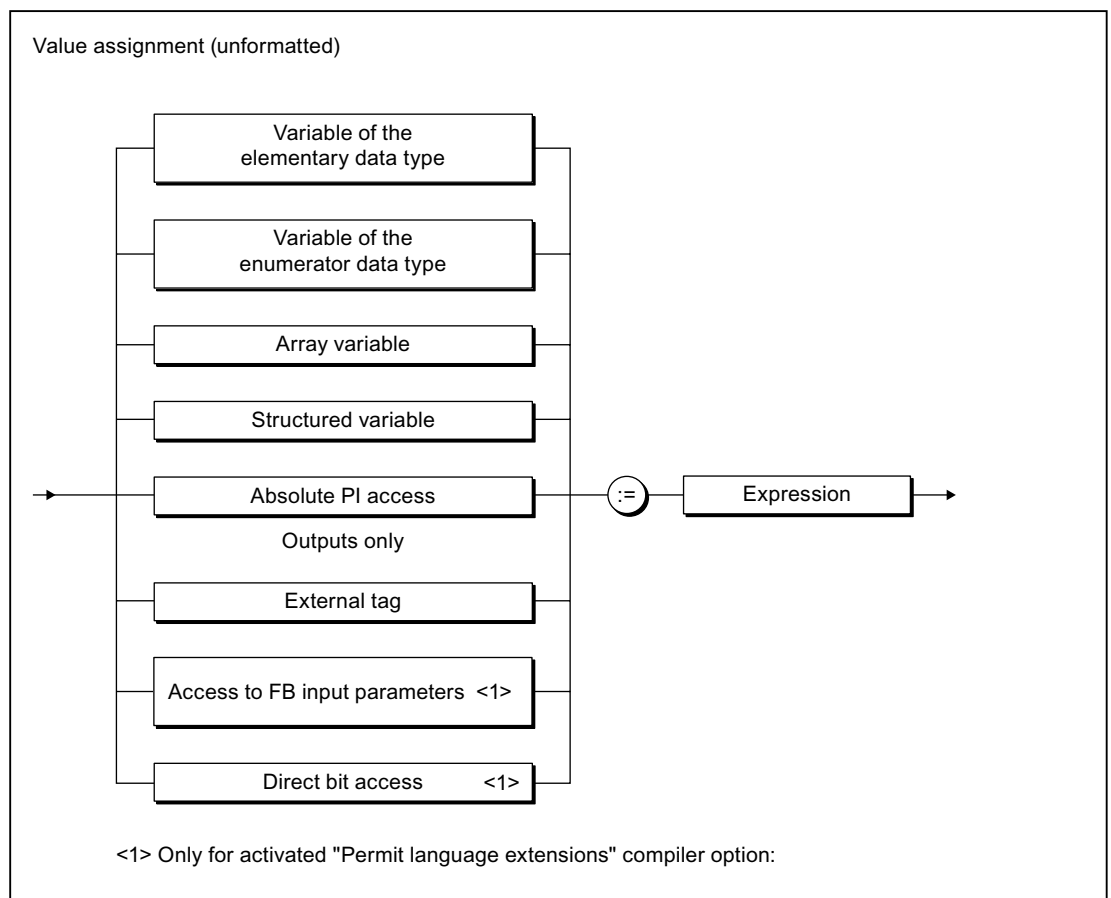 Value assignment (unformatted)
Variable of the
elementary data type
Variable of the
enumerator data type
Array variable
Structured variable
Absolute PI access
:=
Expression
Outputs only
External tag
Access to FB input parameters <1>
Direct bit access <1>
<1> Only for activated "Permit language extensions" compiler option: